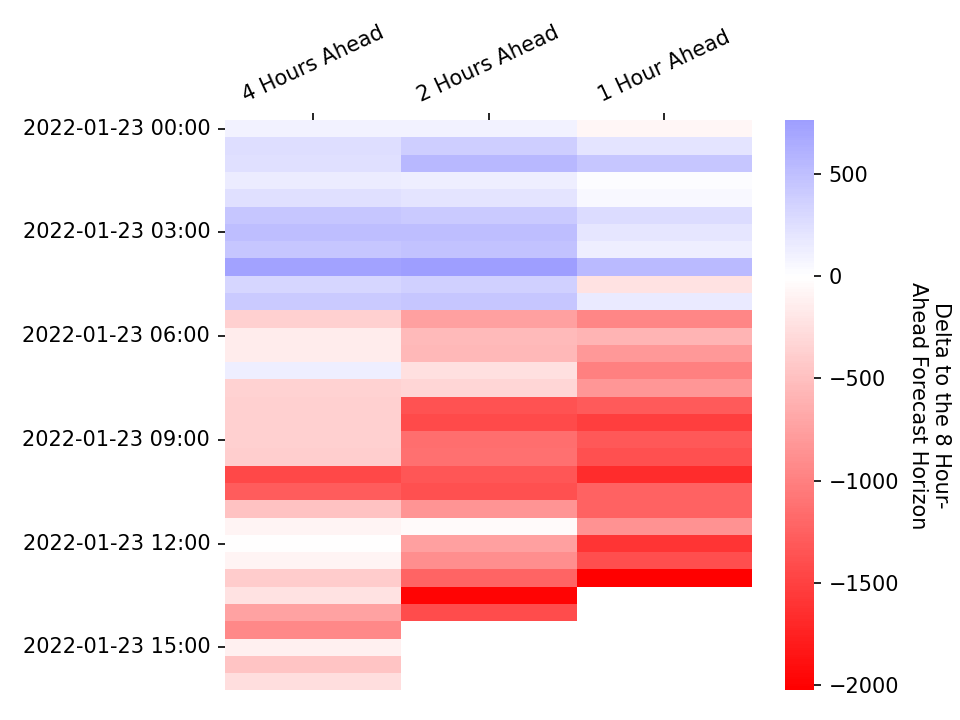 4 Hours Ahead
2 Hours Ahead
1 Hour Ahead
2022-01-23 00:00
2022-01-23 03:00
2022-01-23 06:00
2022-01-23 09:00
2022-01-23 12:00
2022-01-23 15:00
500
0
−500
−1000
−1500
−2000
Delta to the 8 Hour-
Ahead Forecast Horizon